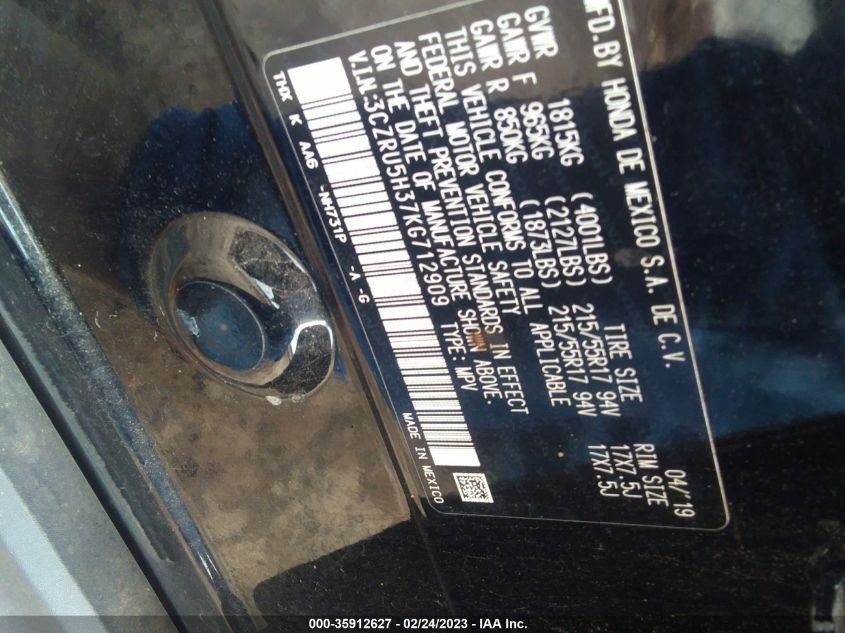 MFD. BY HONDA DE MEXICO S.A. DE C.V. 04/'19
GVWR 1815KG (4001LBS) TIRE SIZE RIM SIZE
GAWR F 965KG (2127LBS) 215/55R17 94V 17X7.5J
GAWR R 850KG (1873LBS) 215/55R17 94V 17X7.5J
THIS VEHICLE CONFORMS TO ALL APPLICABLE
FEDERAL MOTOR VEHICLE SAFETY
AND THEFT PREVENTION STANDARDS IN EFFECT
ON THE DATE OF MANUFACTURE SHOWN ABOVE.
V.I.N.:3CZRU5H37KG712909 TYPE: MPV
THX K AAG -NH731P -A -G MADE IN MEXICO
000-35912627 - 02/24/2023 - IAA Inc.